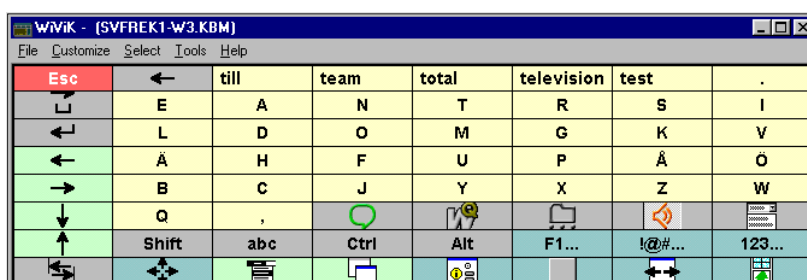 WiViK - (SVFREK1-W3.KBM)
File Customize Select Tools Help
Esc till team total television test .
E A N T R S I
L D O M G K V
Ä H F U P Å Ö
B C J Y X Z W
Q ,
Shift abc Ctrl Alt F1... !@#... 123...